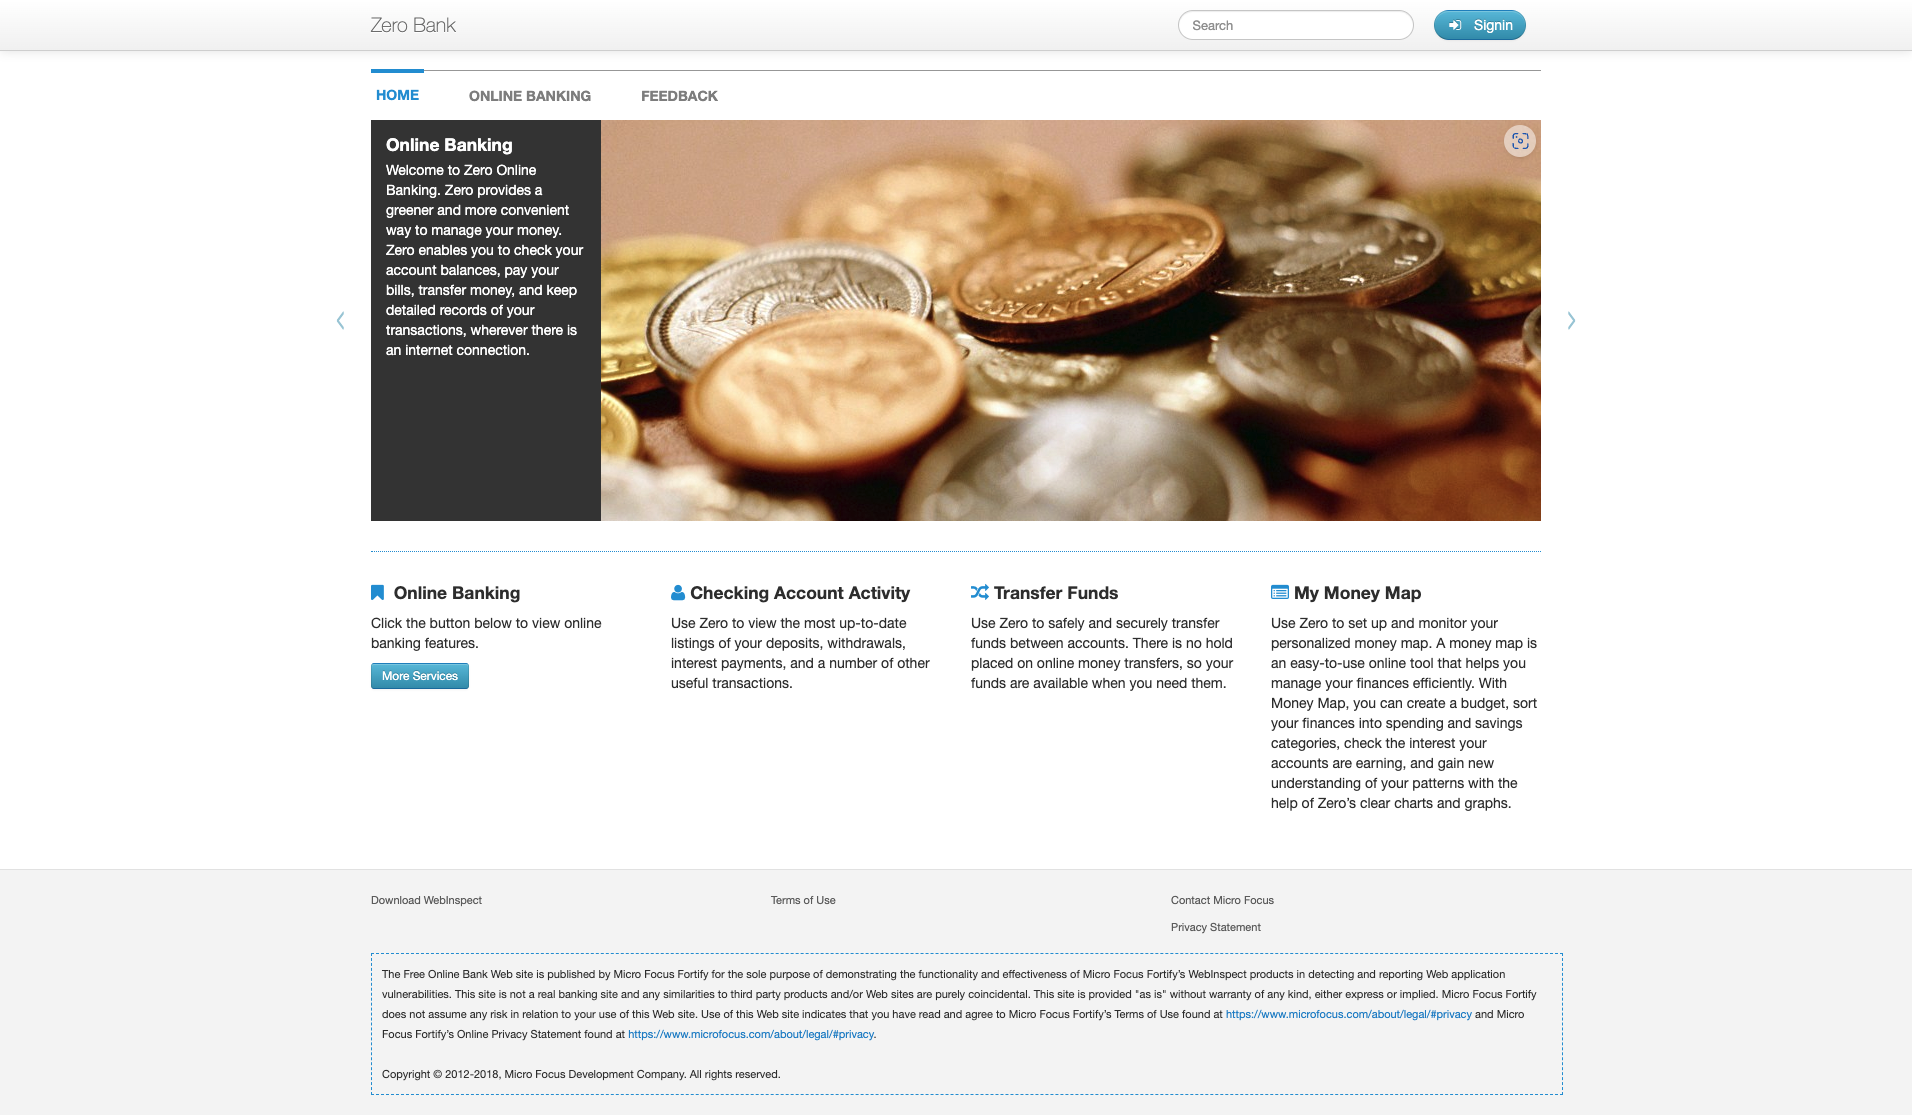 Zero Bank
Search
Signin
HOME
ONLINE BANKING
FEEDBACK
Online Banking
Welcome to Zero Online
Banking. Zero provides a
greener and more convenient
way to manage your money.
Zero enables you to check your
account balances, pay your
bills, transfer money, and keep
detailed records of your
transactions, wherever there is
an internet connection.
Online Banking
Click the button below to view online
banking features.
More Services
Checking Account Activity
Use Zero to view the most up-to-date
listings of your deposits, withdrawals,
interest payments, and a number of other
useful transactions.
Transfer Funds
Use Zero to safely and securely transfer
funds between accounts. There is no hold
placed on online money transfers, so your
funds are available when you need them.
My Money Map
Use Zero to set up and monitor your
personalized money map. A money map is
an easy-to-use online tool that helps you
manage your finances efficiently. With
Money Map, you can create a budget, sort
your finances into spending and savings
categories, check the interest your
accounts are earning, and gain new
understanding of your patterns with the
help of Zero’s clear charts and graphs.
Download WebInspect
Terms of Use
Contact Micro Focus
Privacy Statement
The Free Online Bank Web site is published by Micro Focus Fortify for the sole purpose of demonstrating the functionality and effectiveness of Micro Focus Fortify’s WebInspect products in detecting and reporting Web application
vulnerabilities. This site is not a real banking site and any similarities to third party products and/or Web sites are purely coincidental. This site is provided "as is" without warranty of any kind, either express or implied. Micro Focus Fortify
does not assume any risk in relation to your use of this Web site. Use of this Web site indicates that you have read and agree to Micro Focus Fortify’s Terms of Use found at https://www.microfocus.com/about/legal/#privacy and Micro
Focus Fortify’s Online Privacy Statement found at https://www.microfocus.com/about/legal/#privacy.
Copyright © 2012-2018, Micro Focus Development Company. All rights reserved.